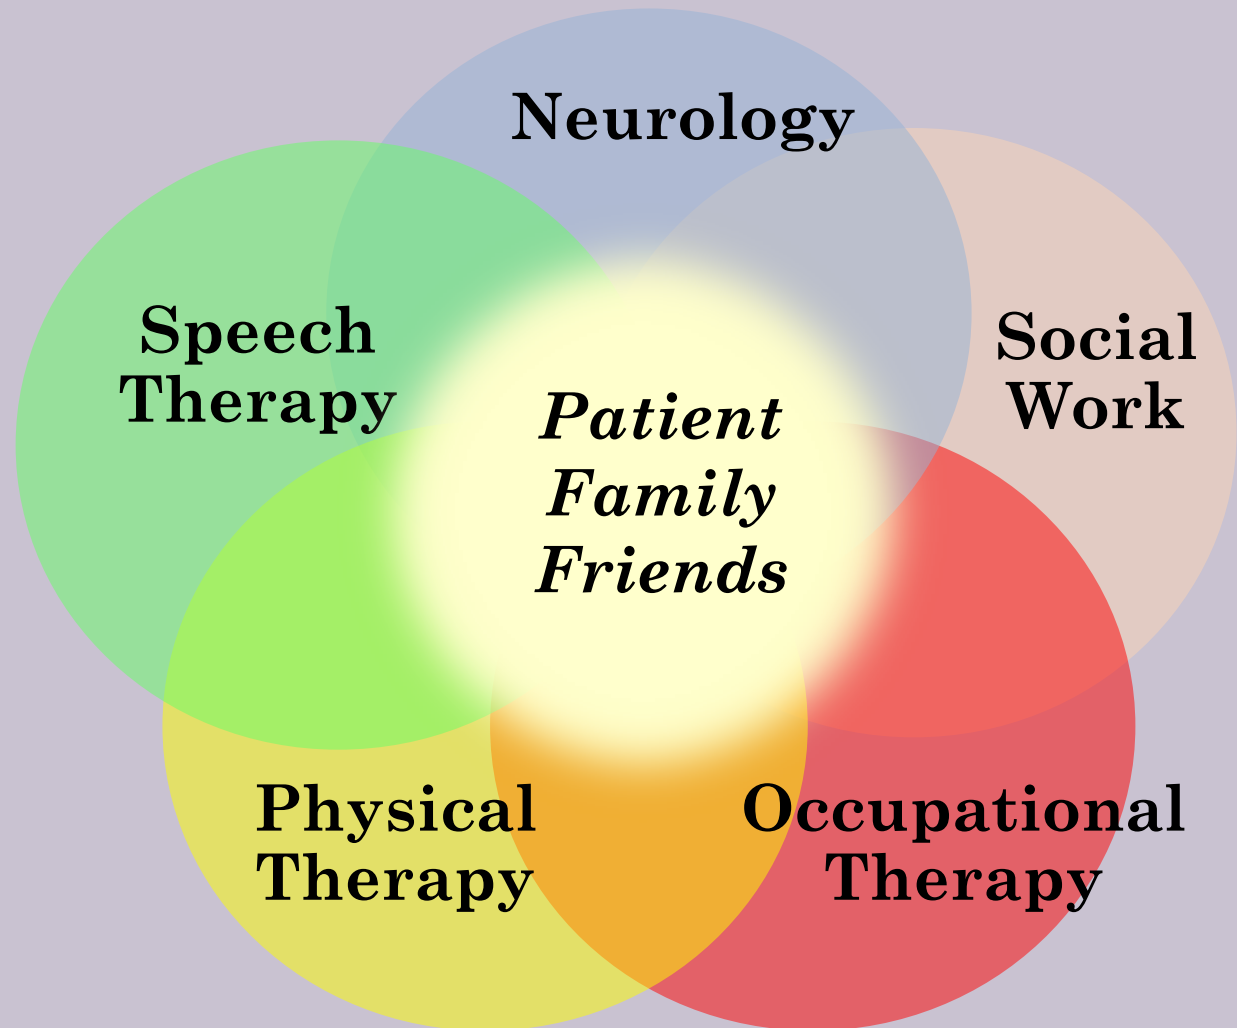 Neurology
Speech
Therapy
Social
Work
Patient
Family
Friends
Physical
Therapy
Occupational
Therapy